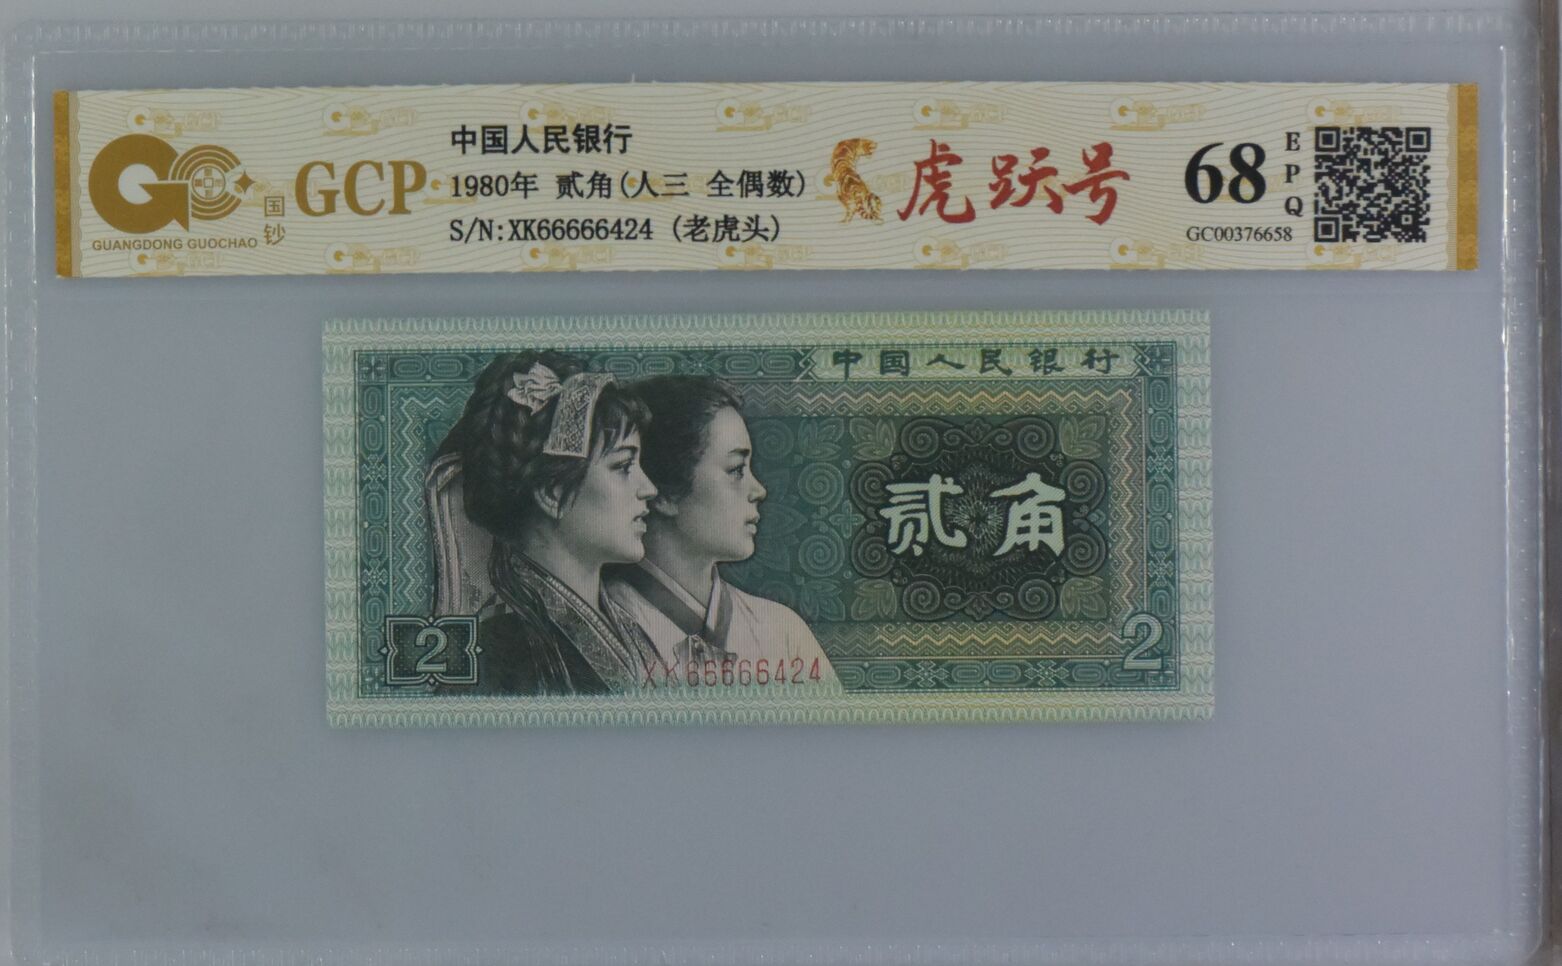 中国人民银行
1980年 贰角(人三 全偶数)
S/N:XK66666424 (老虎头)
GCP
国钞
GUANGDONG GUOCHAO
虎跃号
68
EPQ
GC00376658
中国人民银行
贰角
2
2
XK66666424